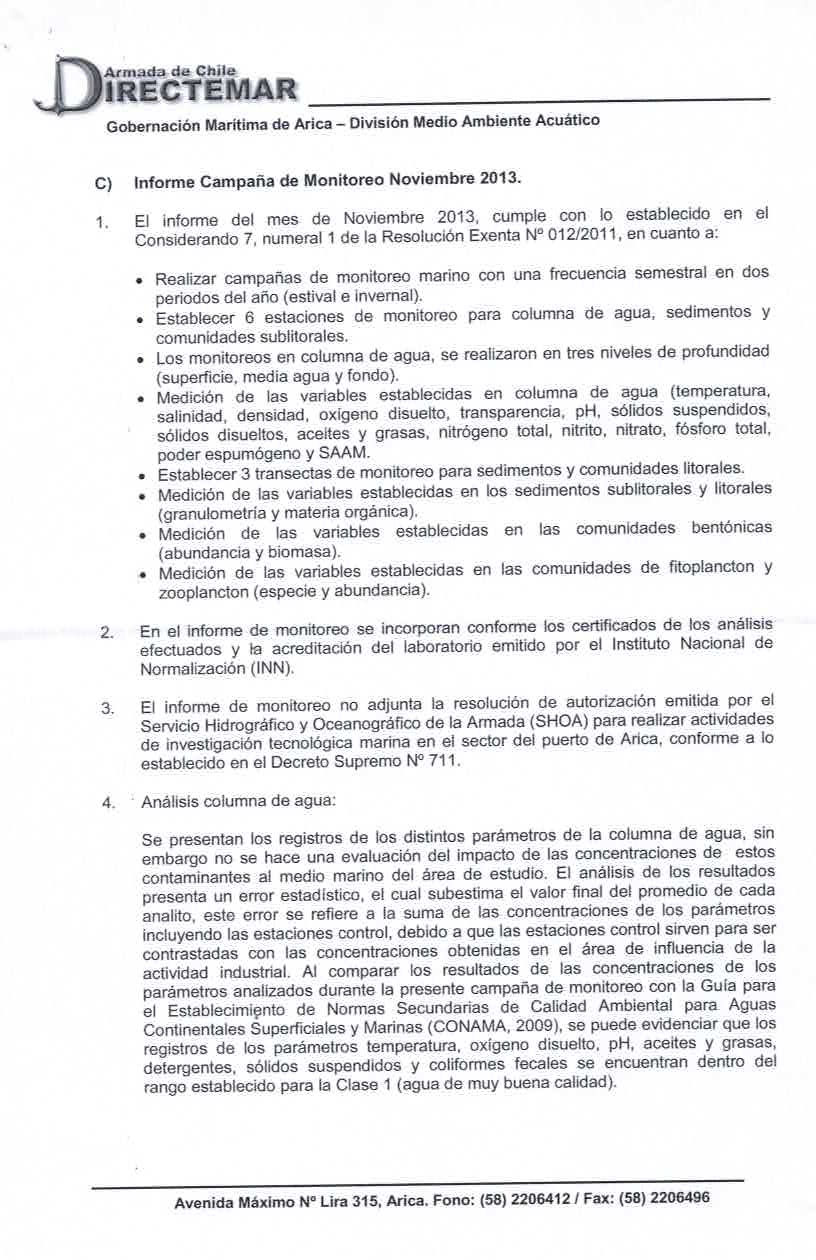 Armada de Chile
DIRECTEMAR
Gobernación Marítima de Arica – División Medio Ambiente Acuático
C) Informe Campaña de Monitoreo Noviembre 2013.
1. El informe del mes de Noviembre 2013, cumple con lo establecido en el
Considerando 7, numeral 1 de la Resolución Exenta Nº 012/2011, en cuanto a:
• Realizar campañas de monitoreo marino con una frecuencia semestral en dos
periodos del año (estival e invernal).
• Establecer 6 estaciones de monitoreo para columna de agua, sedimentos y
comunidades sublitorales.
• Los monitoreos en columna de agua, se realizaron en tres niveles de profundidad
(superficie, media agua y fondo).
• Medición de las variables establecidas en columna de agua (temperatura,
salinidad, densidad, oxígeno disuelto, transparencia, pH, sólidos suspendidos,
sólidos disueltos, aceites y grasas, nitrógeno total, nitrito, nitrato, fósforo total,
poder espumógeno y SAAM.
• Establecer 3 transectas de monitoreo para sedimentos y comunidades litorales.
• Medición de las variables establecidas en los sedimentos sublitorales y litorales
(granulometría y materia orgánica).
• Medición de las variables establecidas en las comunidades bentónicas
(abundancia y biomasa).
• Medición de las variables establecidas en las comunidades de fitoplancton y
zooplancton (especie y abundancia).
2. En el informe de monitoreo se incorporan conforme los certificados de los análisis
efectuados y la acreditación del laboratorio emitido por el Instituto Nacional de
Normalización (INN).
3. El informe de monitoreo no adjunta la resolución de autorización emitida por el
Servicio Hidrográfico y Oceanográfico de la Armada (SHOA) para realizar actividades
de investigación tecnológica marina en el sector del puerto de Arica, conforme a lo
establecido en el Decreto Supremo Nº 711.
4. Análisis columna de agua:
Se presentan los registros de los distintos parámetros de la columna de agua, sin
embargo no se hace una evaluación del impacto de las concentraciones de estos
contaminantes al medio marino del área de estudio. El análisis de los resultados
presenta un error estadístico, el cual subestima el valor final del promedio de cada
analito, este error se refiere a la suma de las concentraciones de los parámetros
incluyendo las estaciones control, debido a que las estaciones control sirven para ser
contrastadas con las concentraciones obtenidas en el área de influencia de la
actividad industrial. Al comparar los resultados de las concentraciones de los
parámetros analizados durante la presente campaña de monitoreo con la Guía para
el Establecimiento de Normas Secundarias de Calidad Ambiental para Aguas
Continentales Superficiales y Marinas (CONAMA, 2009), se puede evidenciar que los
registros de los parámetros temperatura, oxígeno disuelto, pH, aceites y grasas,
detergentes, sólidos suspendidos y coliformes fecales se encuentran dentro del
rango establecido para la Clase 1 (agua de muy buena calidad).
Avenida Máximo Nº Lira 315, Arica. Fono: (58) 2206412 / Fax: (58) 2206496